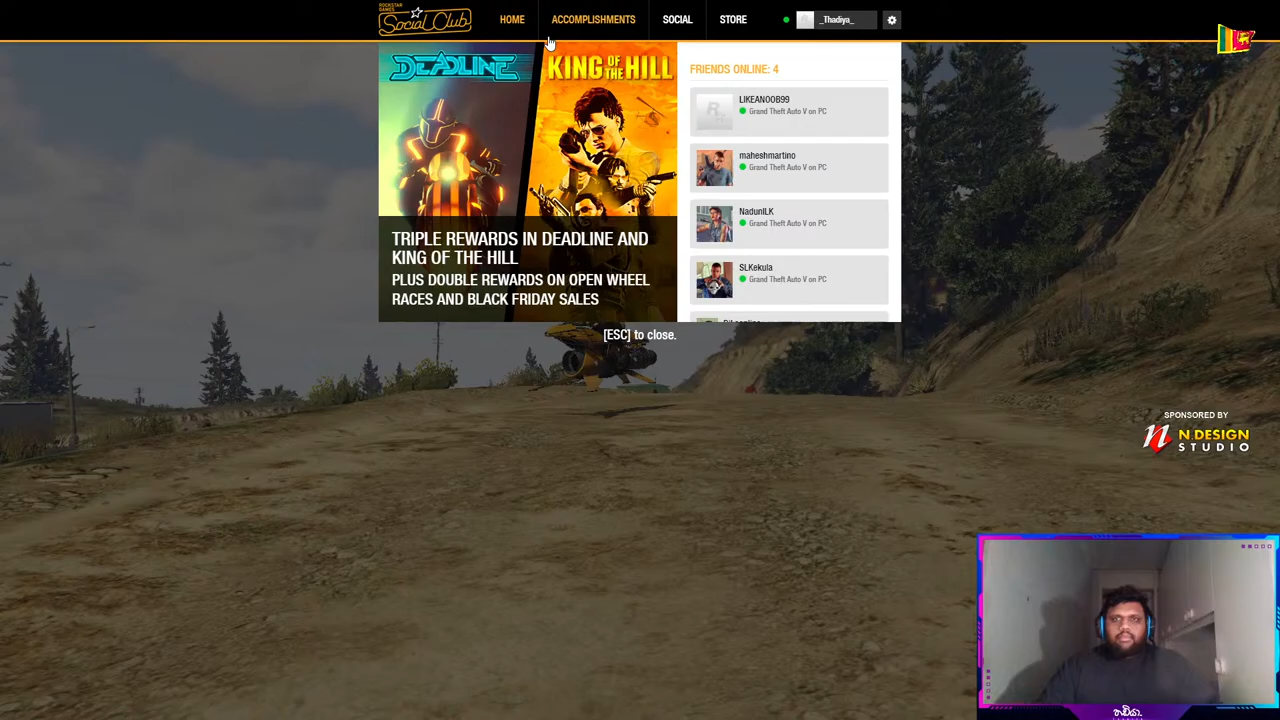 ROCKSTAR
GAMES
Social Club
HOME
ACCOMPLISHMENTS
SOCIAL
STORE
_Thadiya_
DEADLINE
KING OF THE HILL
TRIPLE REWARDS IN DEADLINE AND
KING OF THE HILL
PLUS DOUBLE REWARDS ON OPEN WHEEL
RACES AND BLACK FRIDAY SALES
FRIENDS ONLINE: 4
LIKEANOOB99
Grand Theft Auto V on PC
maheshmartino
Grand Theft Auto V on PC
NadunILK
Grand Theft Auto V on PC
SLKekula
Grand Theft Auto V on PC
[ESC] to close.
SPONSORED BY
N.DESIGN
STUDIO
තඩියා.